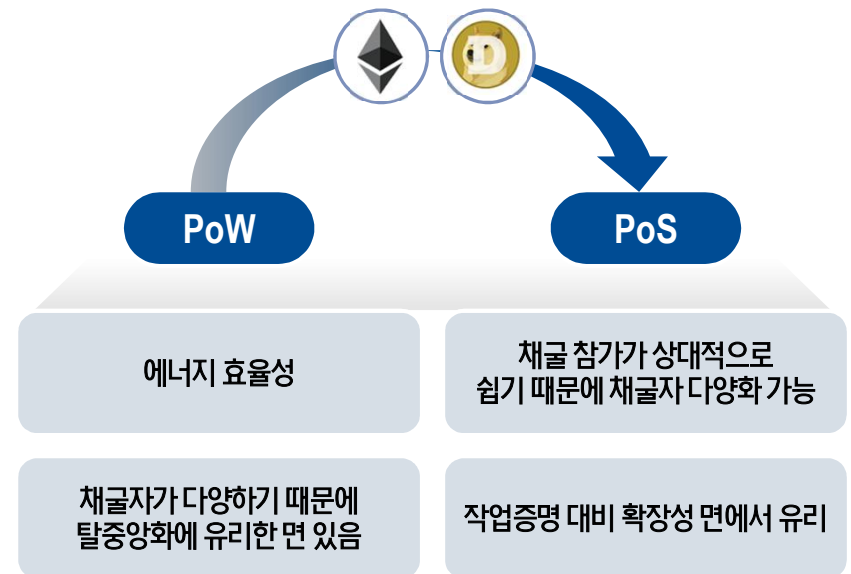 PoW
PoS
에너지 효율성
채굴 참가가 상대적으로
쉽기 때문에 채굴자 다양화 가능
채굴자가 다양하기 때문에
탈중앙화에 유리한 면 있음
작업증명 대비 확장성 면에서 유리